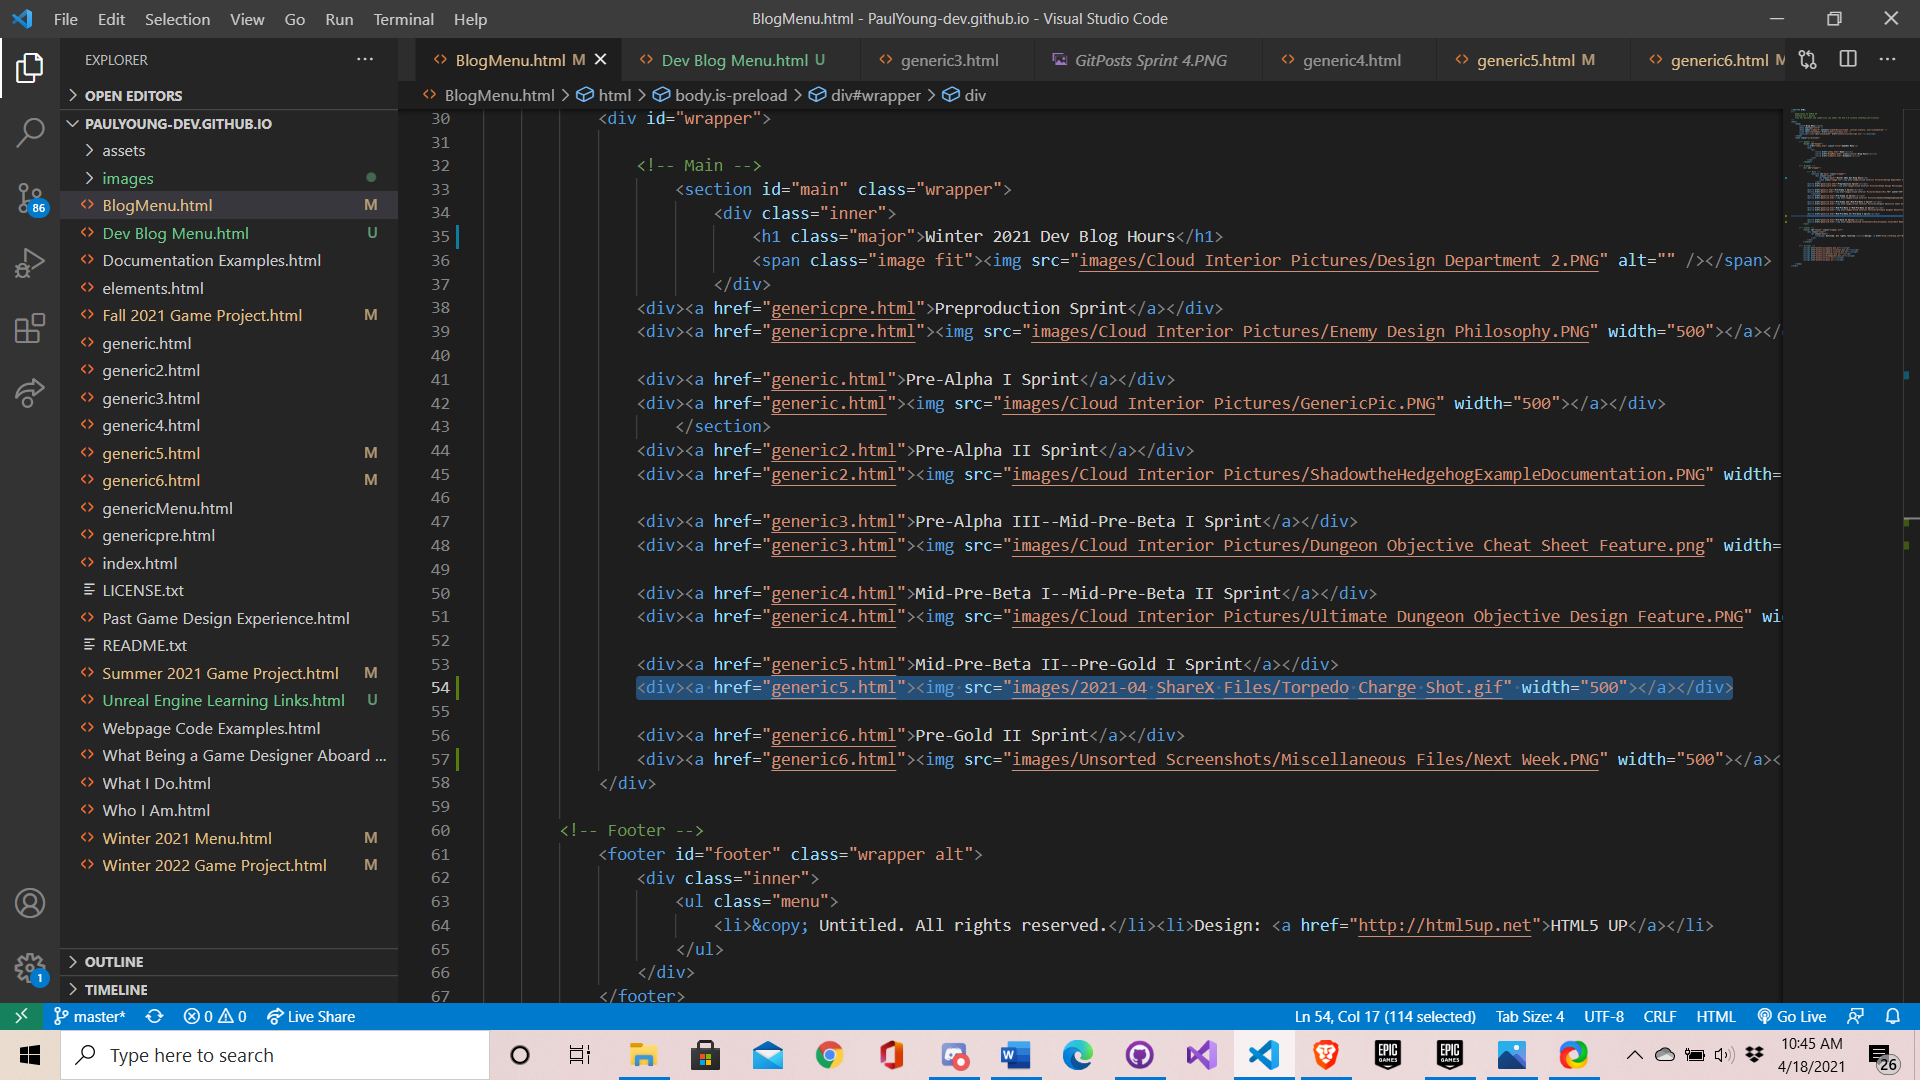 File Edit Selection View Go Run Terminal Help
BlogMenu.html - PaulYoung-dev.github.io - Visual Studio Code
EXPLORER
OPEN EDITORS
PAULYOUNG-DEV.GITHUB.IO
assets
images
BlogMenu.html M
Dev Blog Menu.html U
Documentation Examples.html
elements.html
Fall 2021 Game Project.html M
generic.html
generic2.html
generic3.html
generic4.html
generic5.html M
generic6.html M
genericMenu.html
genericpre.html
index.html
LICENSE.txt
Past Game Design Experience.html
README.txt
Summer 2021 Game Project.html M
Unreal Engine Learning Links.html U
Webpage Code Examples.html
What Being a Game Designer Aboard ...
What I Do.html
Who I Am.html
Winter 2021 Menu.html M
Winter 2022 Game Project.html M
OUTLINE
TIMELINE
86
1
BlogMenu.html M Dev Blog Menu.html U generic3.html GitPosts Sprint 4.PNG generic4.html generic5.html M generic6.html M
BlogMenu.html > html > body.is-preload > div#wrapper > div
30 <div id="wrapper">
31
32 <!-- Main -->
33 <section id="main" class="wrapper">
34 <div class="inner">
35 <h1 class="major">Winter 2021 Dev Blog Hours</h1>
36 <span class="image fit"><img src="images/Cloud Interior Pictures/Design Department 2.PNG" alt="" /></span>
37 </div>
38 <div><a href="genericpre.html">Preproduction Sprint</a></div>
39 <div><a href="genericpre.html"><img src="images/Cloud Interior Pictures/Enemy Design Philosophy.PNG" width="500"></a></
40
41 <div><a href="generic.html">Pre-Alpha I Sprint</a></div>
42 <div><a href="generic.html"><img src="images/Cloud Interior Pictures/GenericPic.PNG" width="500"></a></div>
43 </section>
44 <div><a href="generic2.html">Pre-Alpha II Sprint</a></div>
45 <div><a href="generic2.html"><img src="images/Cloud Interior Pictures/ShadowtheHedgehogExampleDocumentation.PNG" width=
46
47 <div><a href="generic3.html">Pre-Alpha III--Mid-Pre-Beta I Sprint</a></div>
48 <div><a href="generic3.html"><img src="images/Cloud Interior Pictures/Dungeon Objective Cheat Sheet Feature.png" width=
49
50 <div><a href="generic4.html">Mid-Pre-Beta I--Mid-Pre-Beta II Sprint</a></div>
51 <div><a href="generic4.html"><img src="images/Cloud Interior Pictures/Ultimate Dungeon Objective Design Feature.PNG" wi
52
53 <div><a href="generic5.html">Mid-Pre-Beta II--Pre-Gold I Sprint</a></div>
54 <div><a href="generic5.html"><img src="images/2021-04 ShareX Files/Torpedo Charge Shot.gif" width="500"></a></div>
55
56 <div><a href="generic6.html">Pre-Gold II Sprint</a></div>
57 <div><a href="generic6.html"><img src="images/Unsorted Screenshots/Miscellaneous Files/Next Week.PNG" width="500"></a><
58 </div>
59
60 <!-- Footer -->
61 <footer id="footer" class="wrapper alt">
62 <div class="inner">
63 <ul class="menu">
64 <li>&copy; Untitled. All rights reserved.</li><li>Design: <a href="http://html5up.net">HTML5 UP</a></li>
65 </ul>
66 </div>
67 </footer>
master* 0 0 Live Share Ln 54, Col 17 (114 selected) Tab Size: 4 UTF-8 CRLF HTML Go Live
Type here to search
EPIC GAMES
EPIC GAMES
10:45 AM
4/18/2021
26